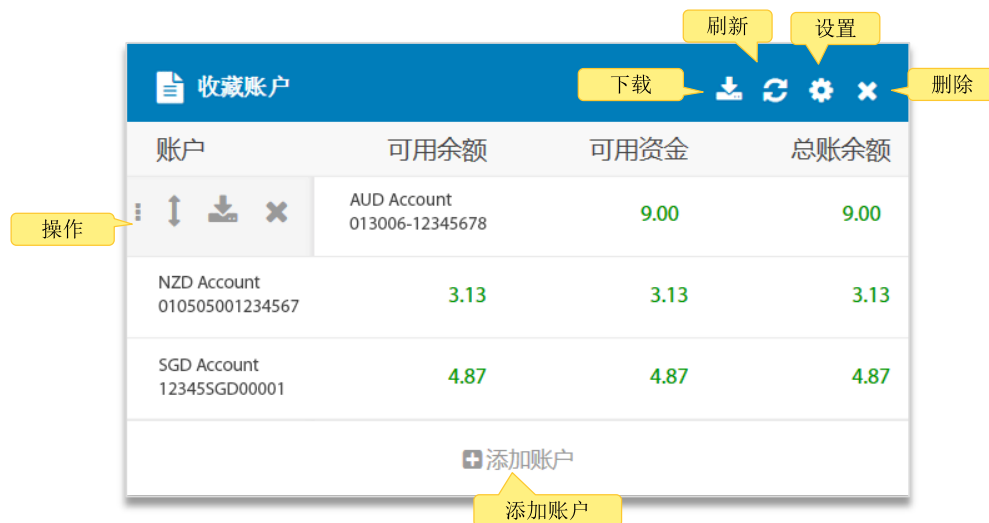 刷新
设置
收藏账户
下载
删除
账户 可用余额 可用资金 总账余额
操作
AUD Account
013006-12345678
9.00 9.00
NZD Account
010505001234567
3.13 3.13 3.13
SGD Account
12345SGD00001
4.87 4.87 4.87
添加账户
添加账户